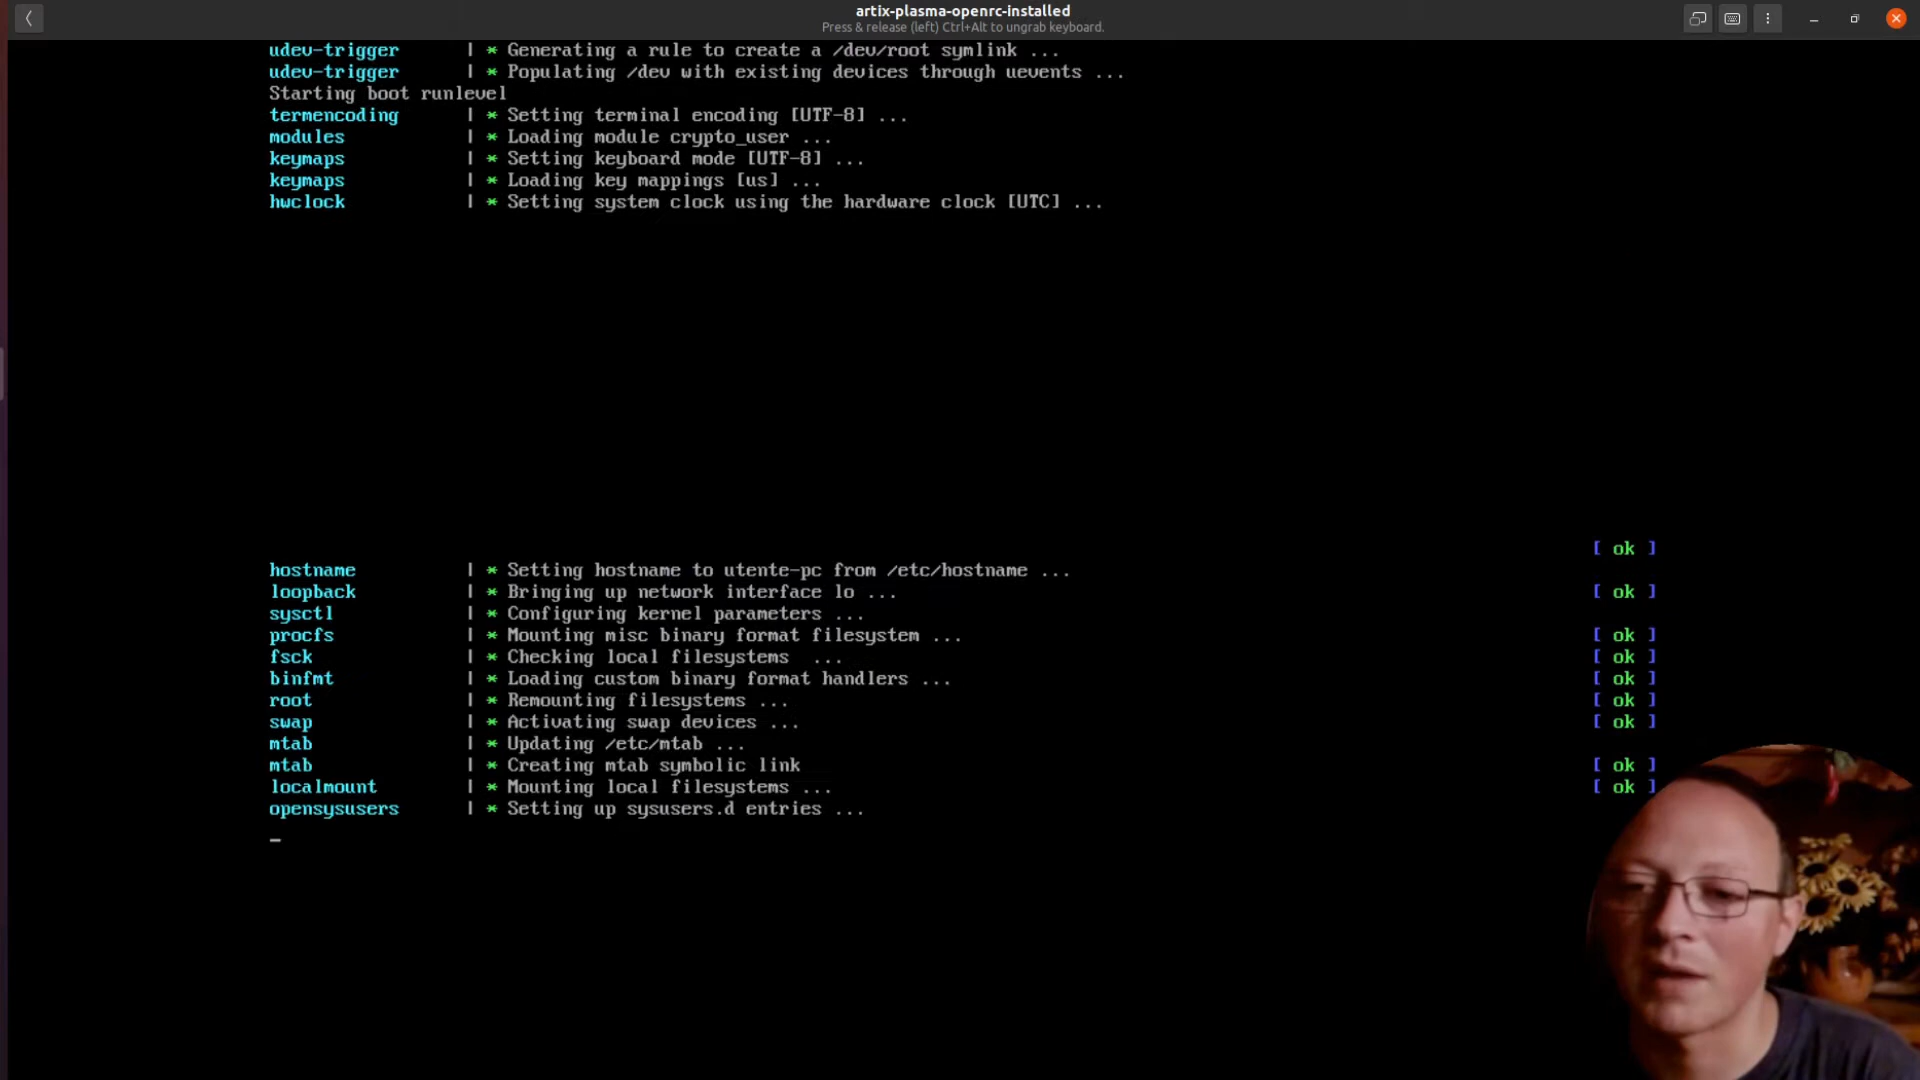 artix-plasma-openrc-installed
Press & release (left) Ctrl+Alt to ungrab keyboard.
udev-trigger | * Generating a rule to create a /dev/root symlink ...
udev-trigger | * Populating /dev with existing devices through uevents ...
Starting boot runlevel
termencoding | * Setting terminal encoding [UTF-8] ...
modules | * Loading module crypto_user ...
keymaps | * Setting keyboard mode [UTF-8] ...
keymaps | * Loading key mappings [us] ...
hwclock | * Setting system clock using the hardware clock [UTC] ...
[ ok ]
hostname | * Setting hostname to utente-pc from /etc/hostname ...
loopback | * Bringing up network interface lo ... [ ok ]
sysctl | * Configuring kernel parameters ...
procfs | * Mounting misc binary format filesystem ... [ ok ]
fsck | * Checking local filesystems ... [ ok ]
binfmt | * Loading custom binary format handlers ... [ ok ]
root | * Remounting filesystems ... [ ok ]
swap | * Activating swap devices ... [ ok ]
mtab | * Updating /etc/mtab ...
mtab | * Creating mtab symbolic link [ ok ]
localmount | * Mounting local filesystems ... [ ok ]
opensysusers | * Setting up sysusers.d entries ...
_